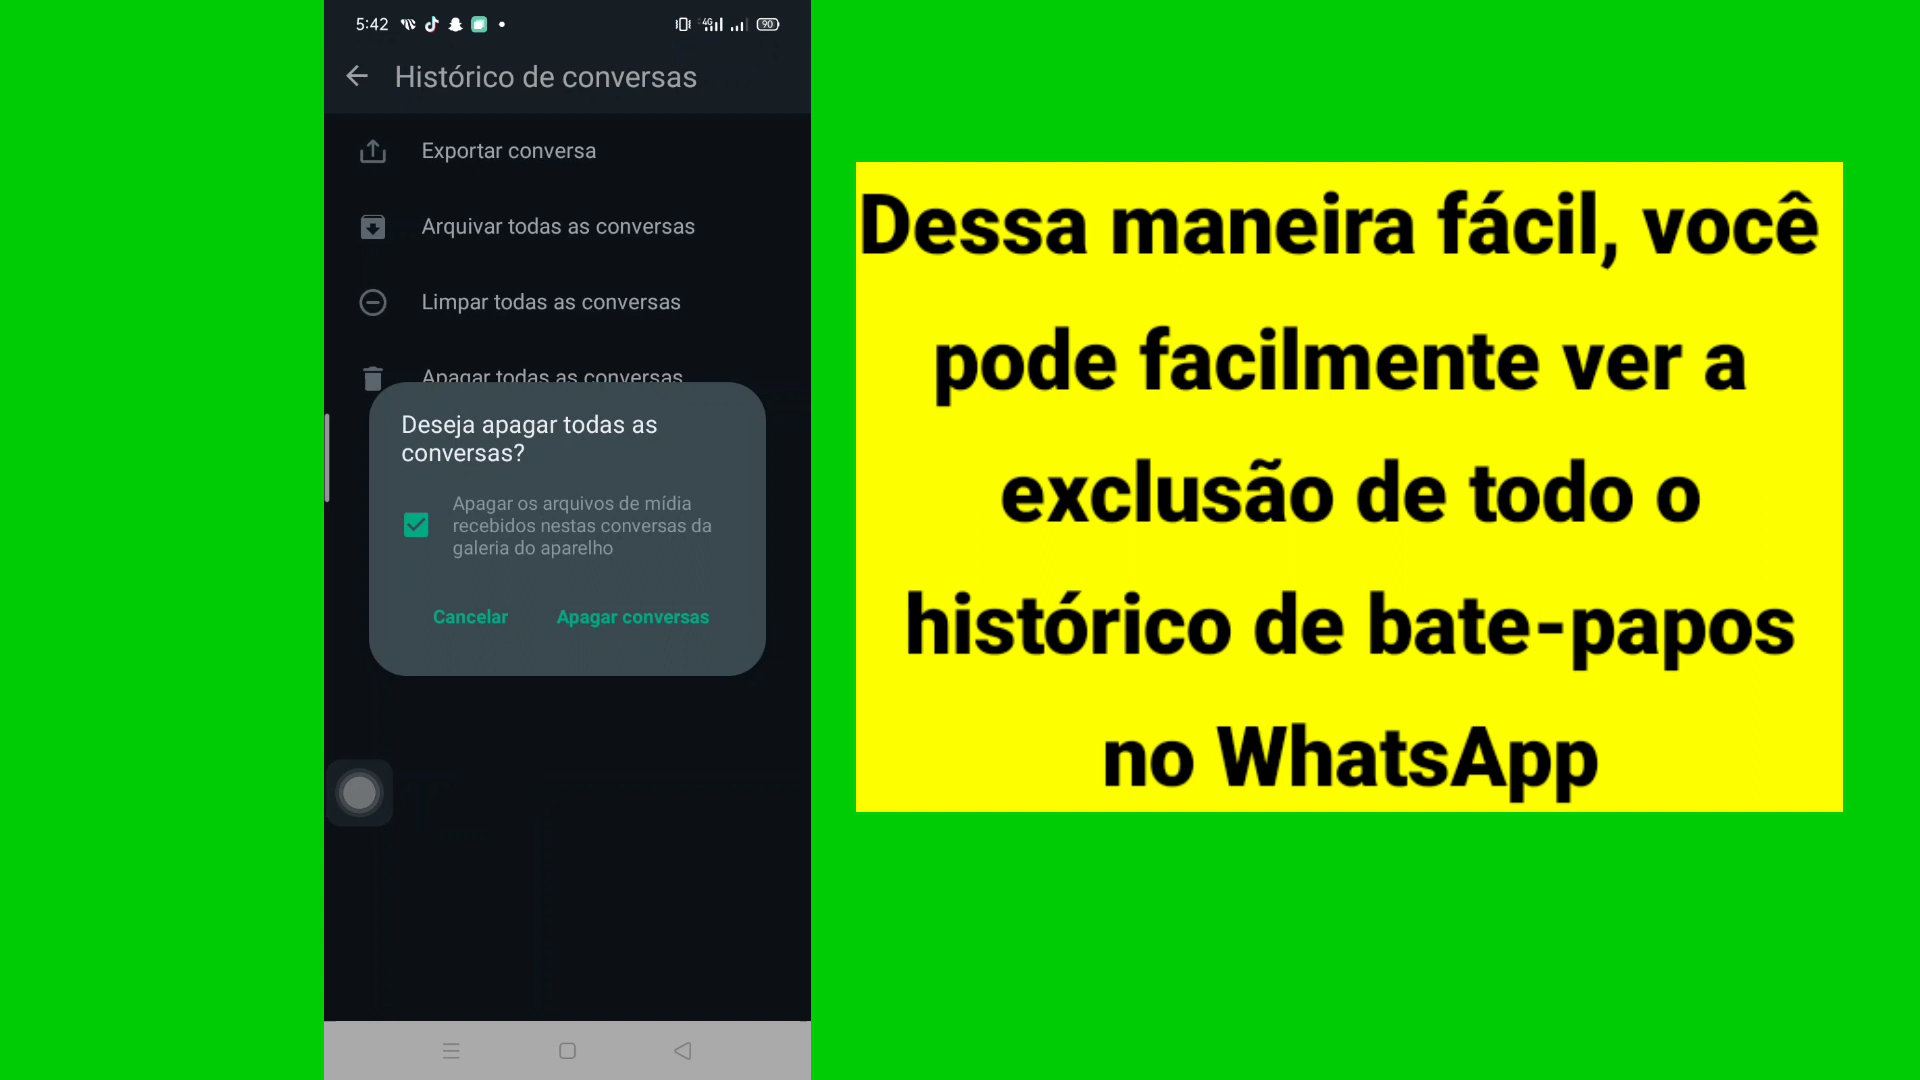 5:42
4G
90
Histórico de conversas
Exportar conversa
Arquivar todas as conversas
Limpar todas as conversas
Apagar todas as conversas
Deseja apagar todas as
conversas?
Apagar os arquivos de mídia
recebidos nestas conversas da
galeria do aparelho
Cancelar Apagar conversas
Dessa maneira fácil, você
pode facilmente ver a
exclusão de todo o
histórico de bate-papos
no WhatsApp